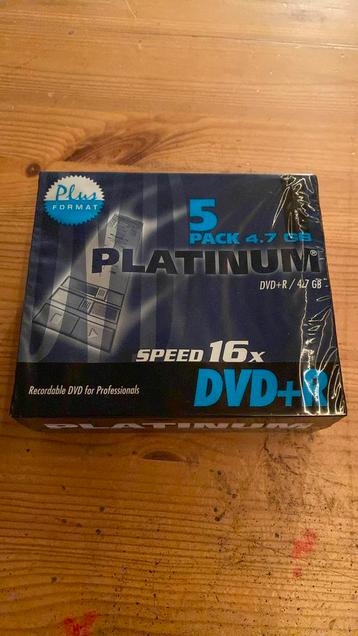 Plus
FORMAT
5
PACK 4.7 GB
PLATINUM®
DVD+R / 4.7 GB
SPEED 16x
Recordable DVD for Professionals
DVD+R
PLATINUM